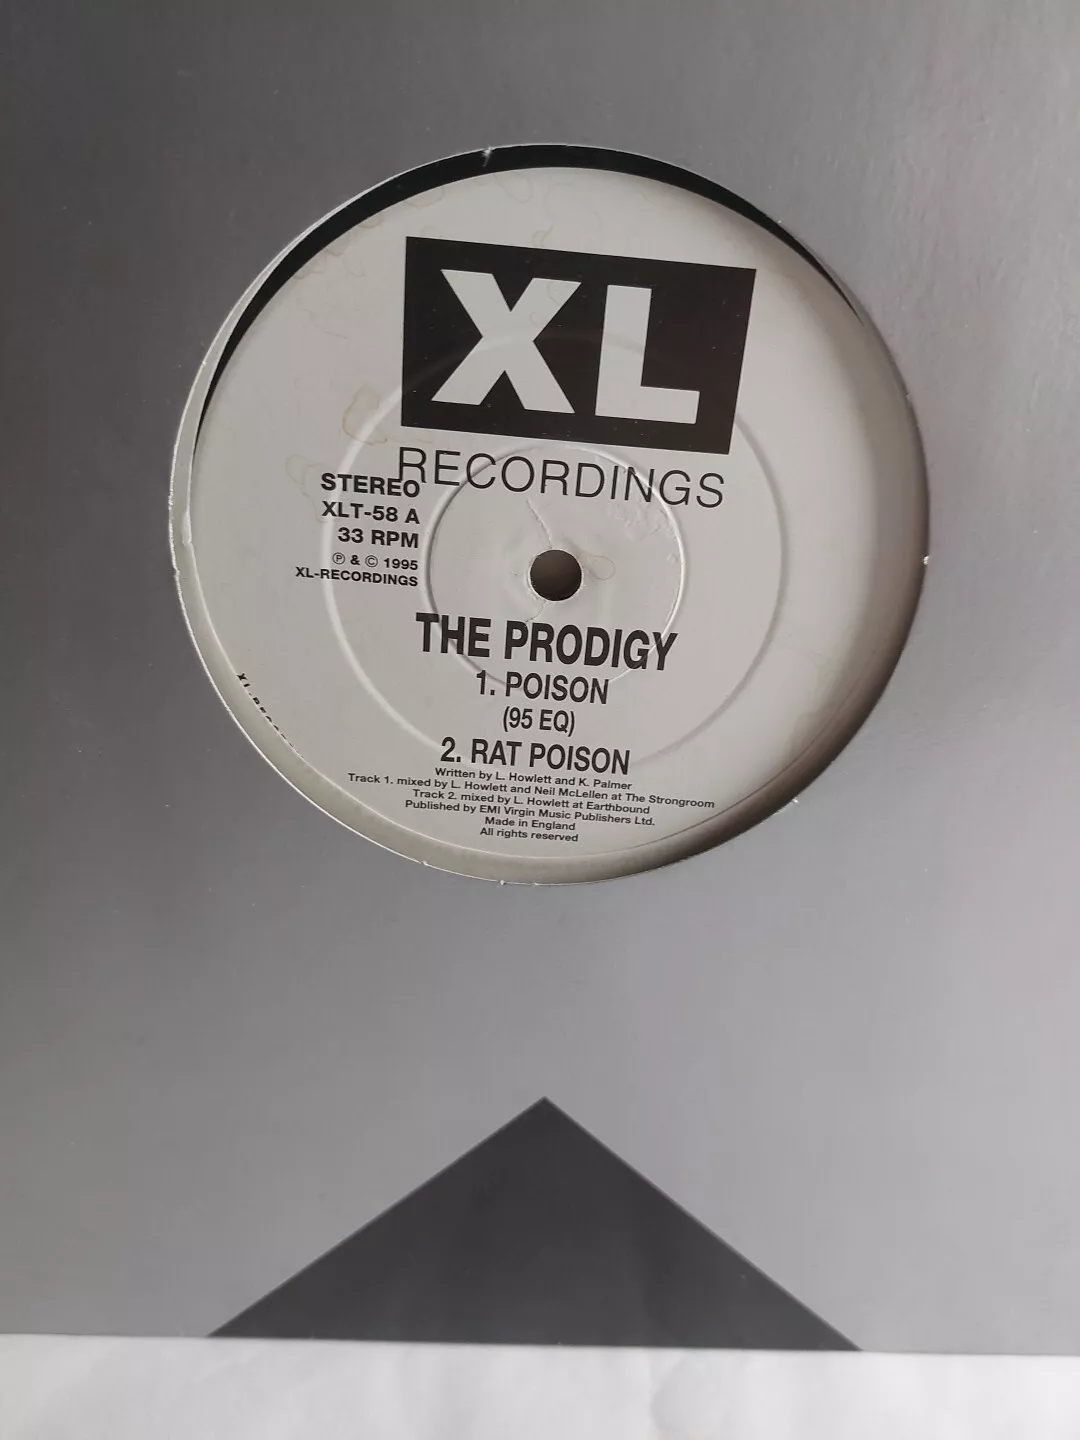 XL
RECORDINGS
STEREO
XLT-58 A
33 RPM
℗ & © 1995
XL-RECORDINGS
THE PRODIGY
1. POISON
(95 EQ)
2. RAT POISON
Written by L. Howlett and K. Palmer
Track 1. mixed by L. Howlett and Neil McLellen at The Strongroom
Track 2. mixed by L. Howlett at Earthbound
Published by EMI Virgin Music Publishers Ltd.
Made in England
All rights reserved